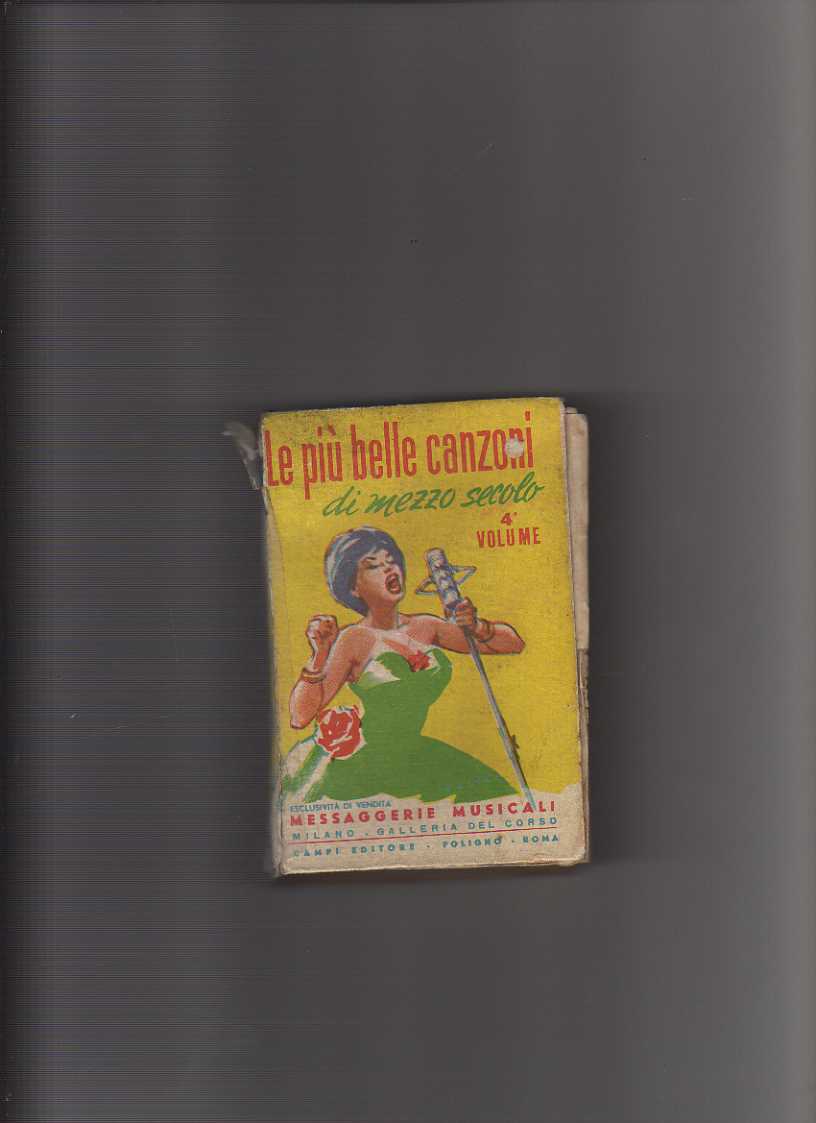 Le più belle canzoni
di mezzo secolo
4°
VOLUME
ESCLUSIVITÀ DI VENDITA
MESSAGGERIE MUSICALI
MILANO - GALLERIA DEL CORSO
CAMPI EDITORE - FOLIGNO - ROMA